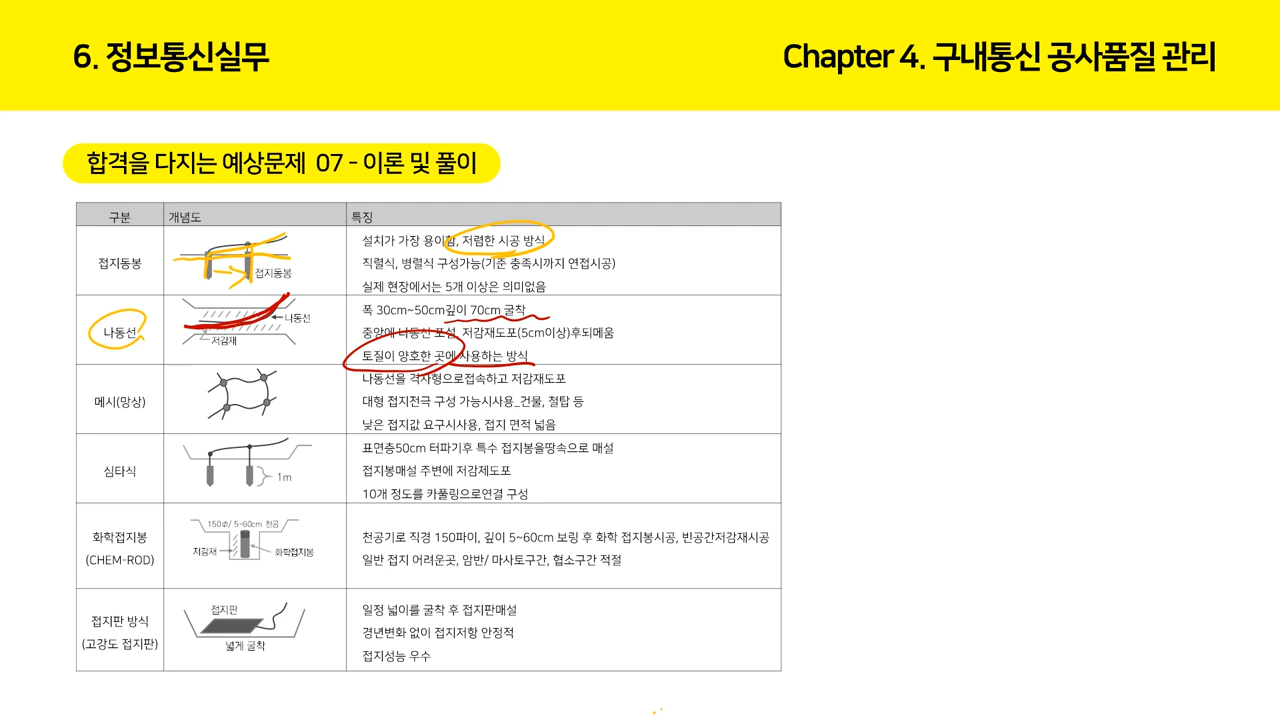 6. 정보통신실무
Chapter 4. 구내통신 공사품질 관리
합격을 다지는 예상문제 07 - 이론 및 풀이
구분
개념도
특징
접지동봉
접지동봉
설치가 가장 용이함, 저렴한 시공 방식
직렬식, 병렬식 구성가능(기준 충족시까지 연접시공)
실제 현장에서는 5개 이상은 의미없음
나동선
나동선
저감재
폭 30cm~50cm깊이 70cm 굴착
중앙에 나동선 포설, 저감재도포(5cm이상)후되메움
토질이 양호한 곳에 사용하는 방식
메시(망상)
나동선을 격자형으로접속하고 저감재도포
대형 접지전극 구성 가능시사용_건물, 철탑 등
낮은 접지값 요구시사용, 접지 면적 넓음
심타식
1m
표면층50cm 터파기후 특수 접지봉을땅속으로 매설
접지봉매설 주변에 저감제도포
10개 정도를 카풀링으로연결 구성
화학접지봉
(CHEM-ROD)
150∅/ 5~60cm 천공
저감재
화학접지봉
천공기로 직경 150파이, 깊이 5~60cm 보링 후 화학 접지봉시공, 빈공간저감재시공
일반 접지 어려운곳, 암반/ 마사토구간, 협소구간 적절
접지판 방식
(고강도 접지판)
접지판
넓게 굴착
일정 넓이를 굴착 후 접지판매설
경년변화 없이 접지저항 안정적
접지성능 우수